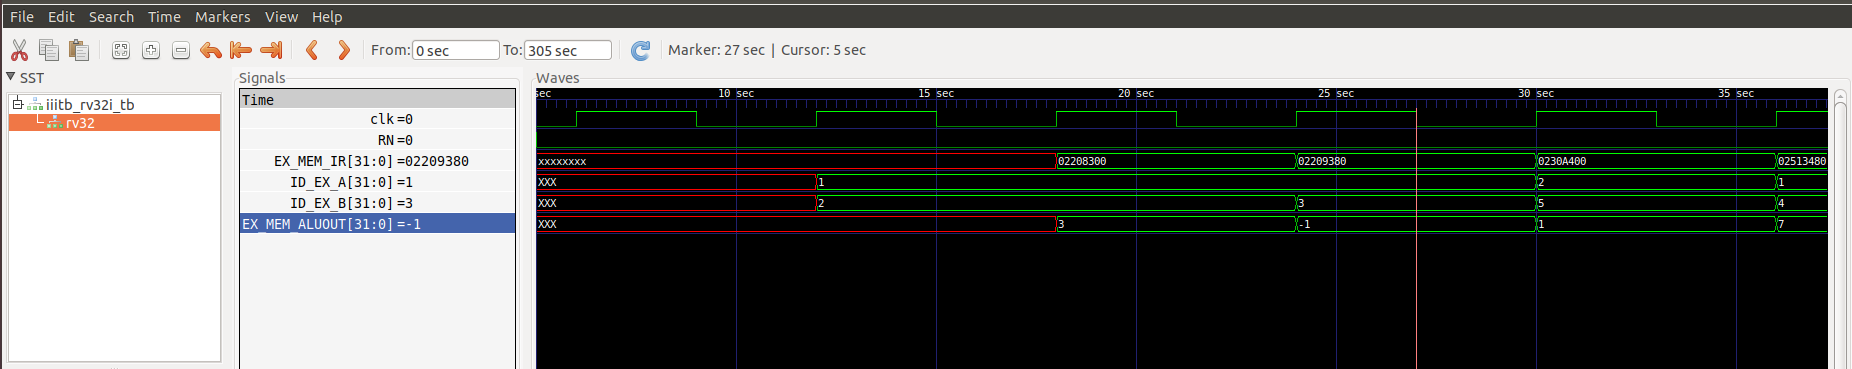 File Edit Search Time Markers View Help
From: 0 sec To: 305 sec Marker: 27 sec | Cursor: 5 sec
SST
iiitb_rv32i_tb
rv32
Signals
Time
clk=0
RN=0
EX_MEM_IR[31:0] =02209380
ID_EX_A[31:0] =1
ID_EX_B[31:0] =3
EX_MEM_ALUOUT[31:0] =-1
Waves
sec 10 sec 15 sec 20 sec 25 sec 30 sec 35 sec
xxxxxxxx 02208300 02209380 0230A400 02513480
XXX 1 2 1
XXX 2 3 5 4
XXX 3 -1 1 7